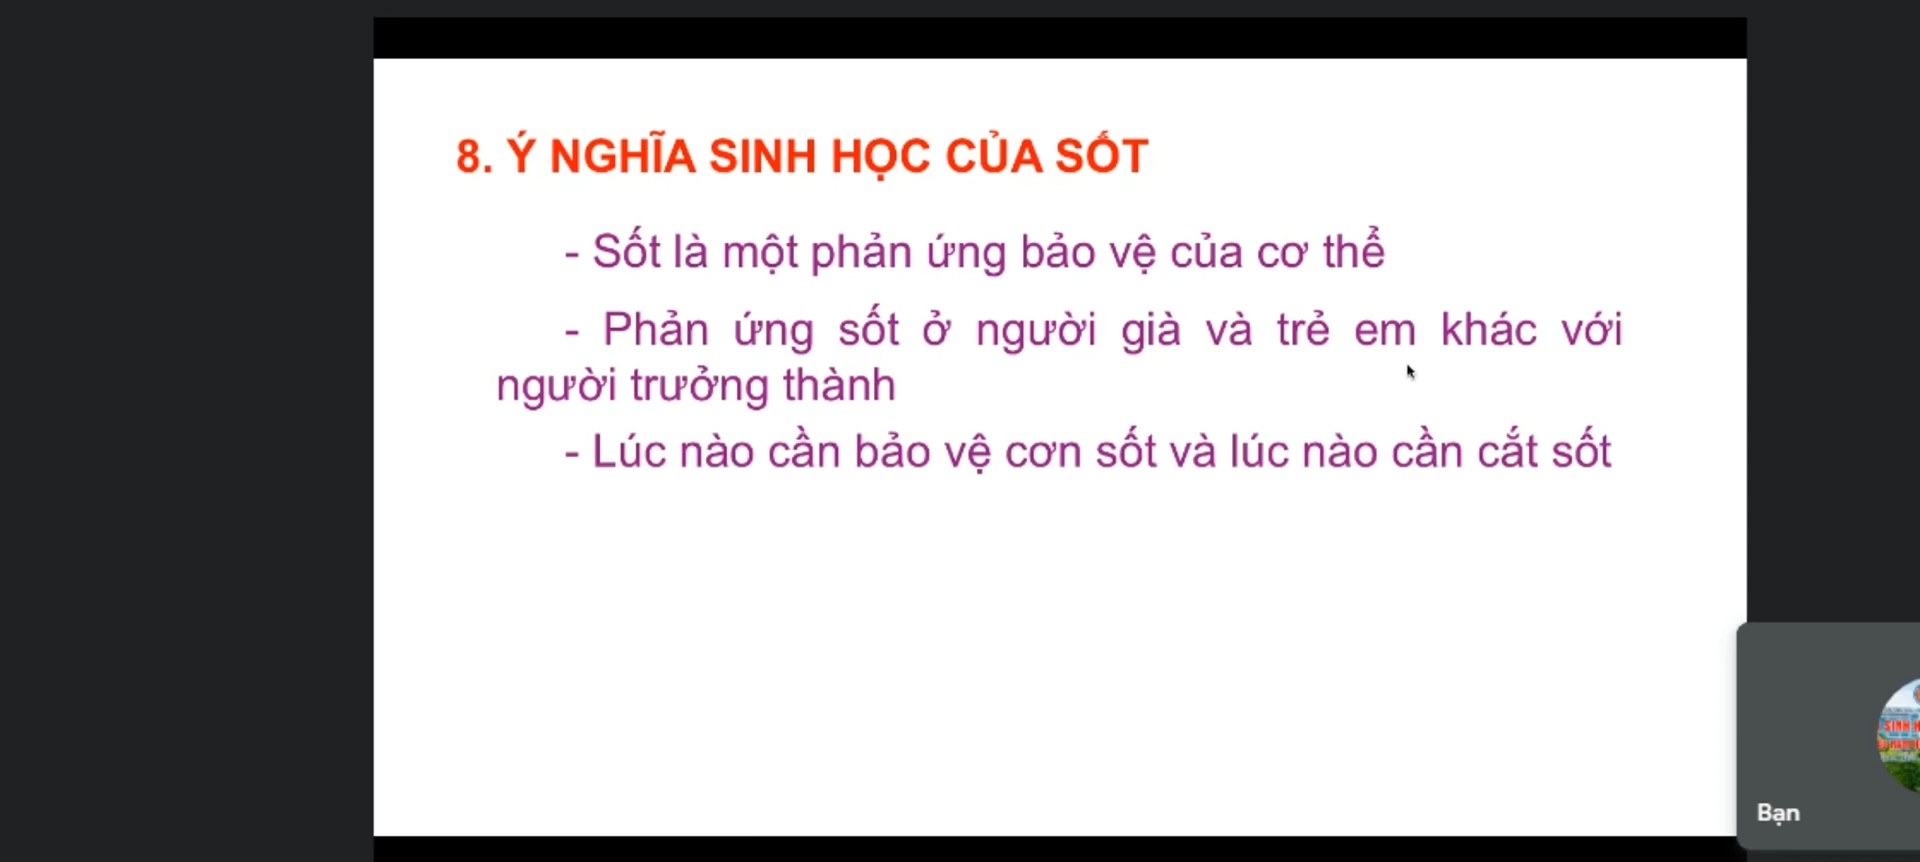 8. Ý NGHĨA SINH HỌC CỦA SỐT
- Sốt là một phản ứng bảo vệ của cơ thể
- Phản ứng sốt ở người già và trẻ em khác với
người trưởng thành
- Lúc nào cần bảo vệ cơn sốt và lúc nào cần cắt sốt
Bạn